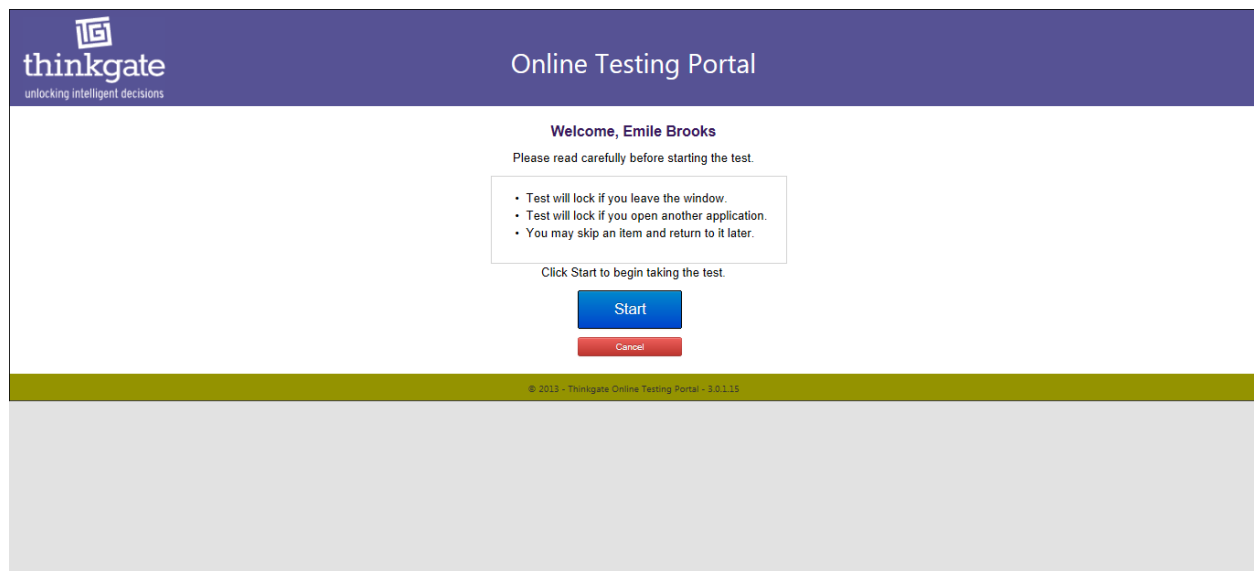 TG
thinkgate
unlocking intelligent decisions
Online Testing Portal
Welcome, Emile Brooks
Please read carefully before starting the test.
• Test will lock if you leave the window.
• Test will lock if you open another application.
• You may skip an item and return to it later.
Click Start to begin taking the test.
Start
Cancel
© 2013 - Thinkgate Online Testing Portal - 3.0.1.15